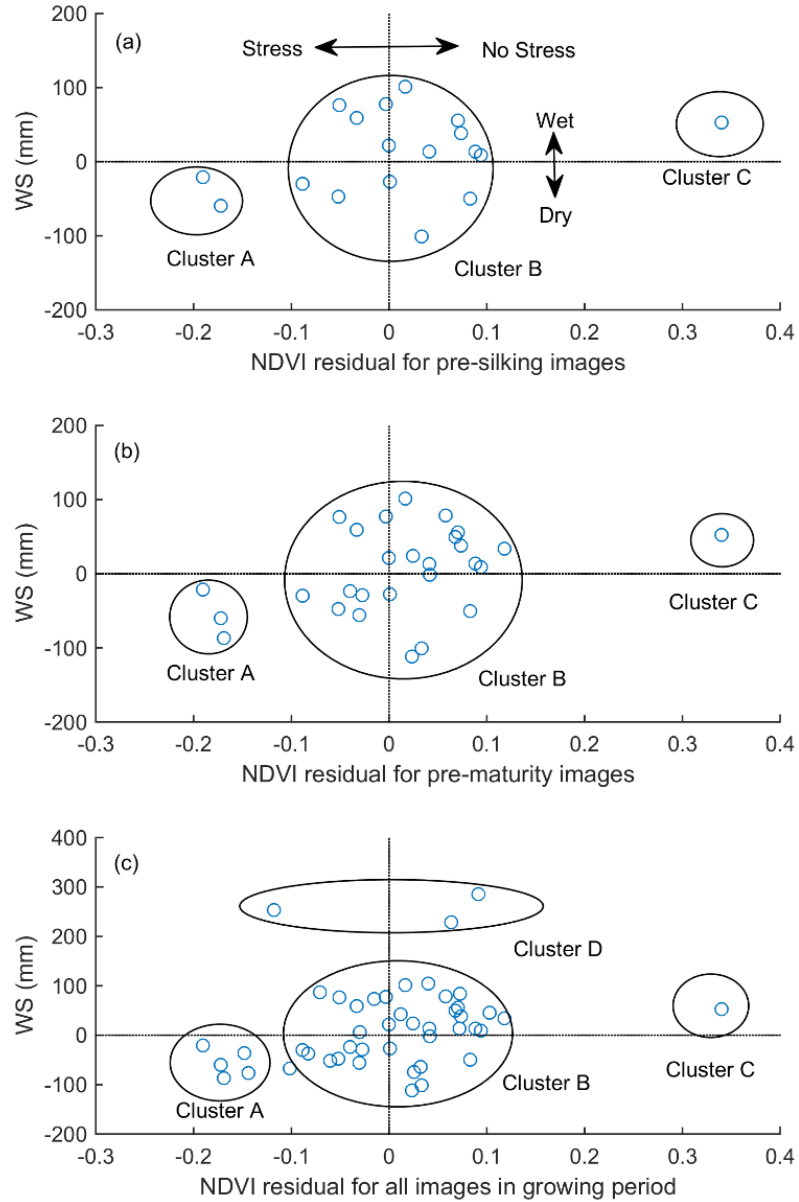 200
(a)
Stress
No Stress
100
Wet
WS (mm)
0
Cluster C
Dry
Cluster A
Cluster B
-100
-200
-0.3 -0.2 -0.1 0 0.1 0.2 0.3 0.4
NDVI residual for pre-silking images
200
(b)
100
WS (mm)
0
Cluster C
Cluster A
Cluster B
-100
-200
-0.3 -0.2 -0.1 0 0.1 0.2 0.3 0.4
NDVI residual for pre-maturity images
400
(c)
300
Cluster D
200
WS (mm)
100
0
Cluster C
Cluster B
-100
Cluster A
-200
-0.3 -0.2 -0.1 0 0.1 0.2 0.3 0.4
NDVI residual for all images in growing period